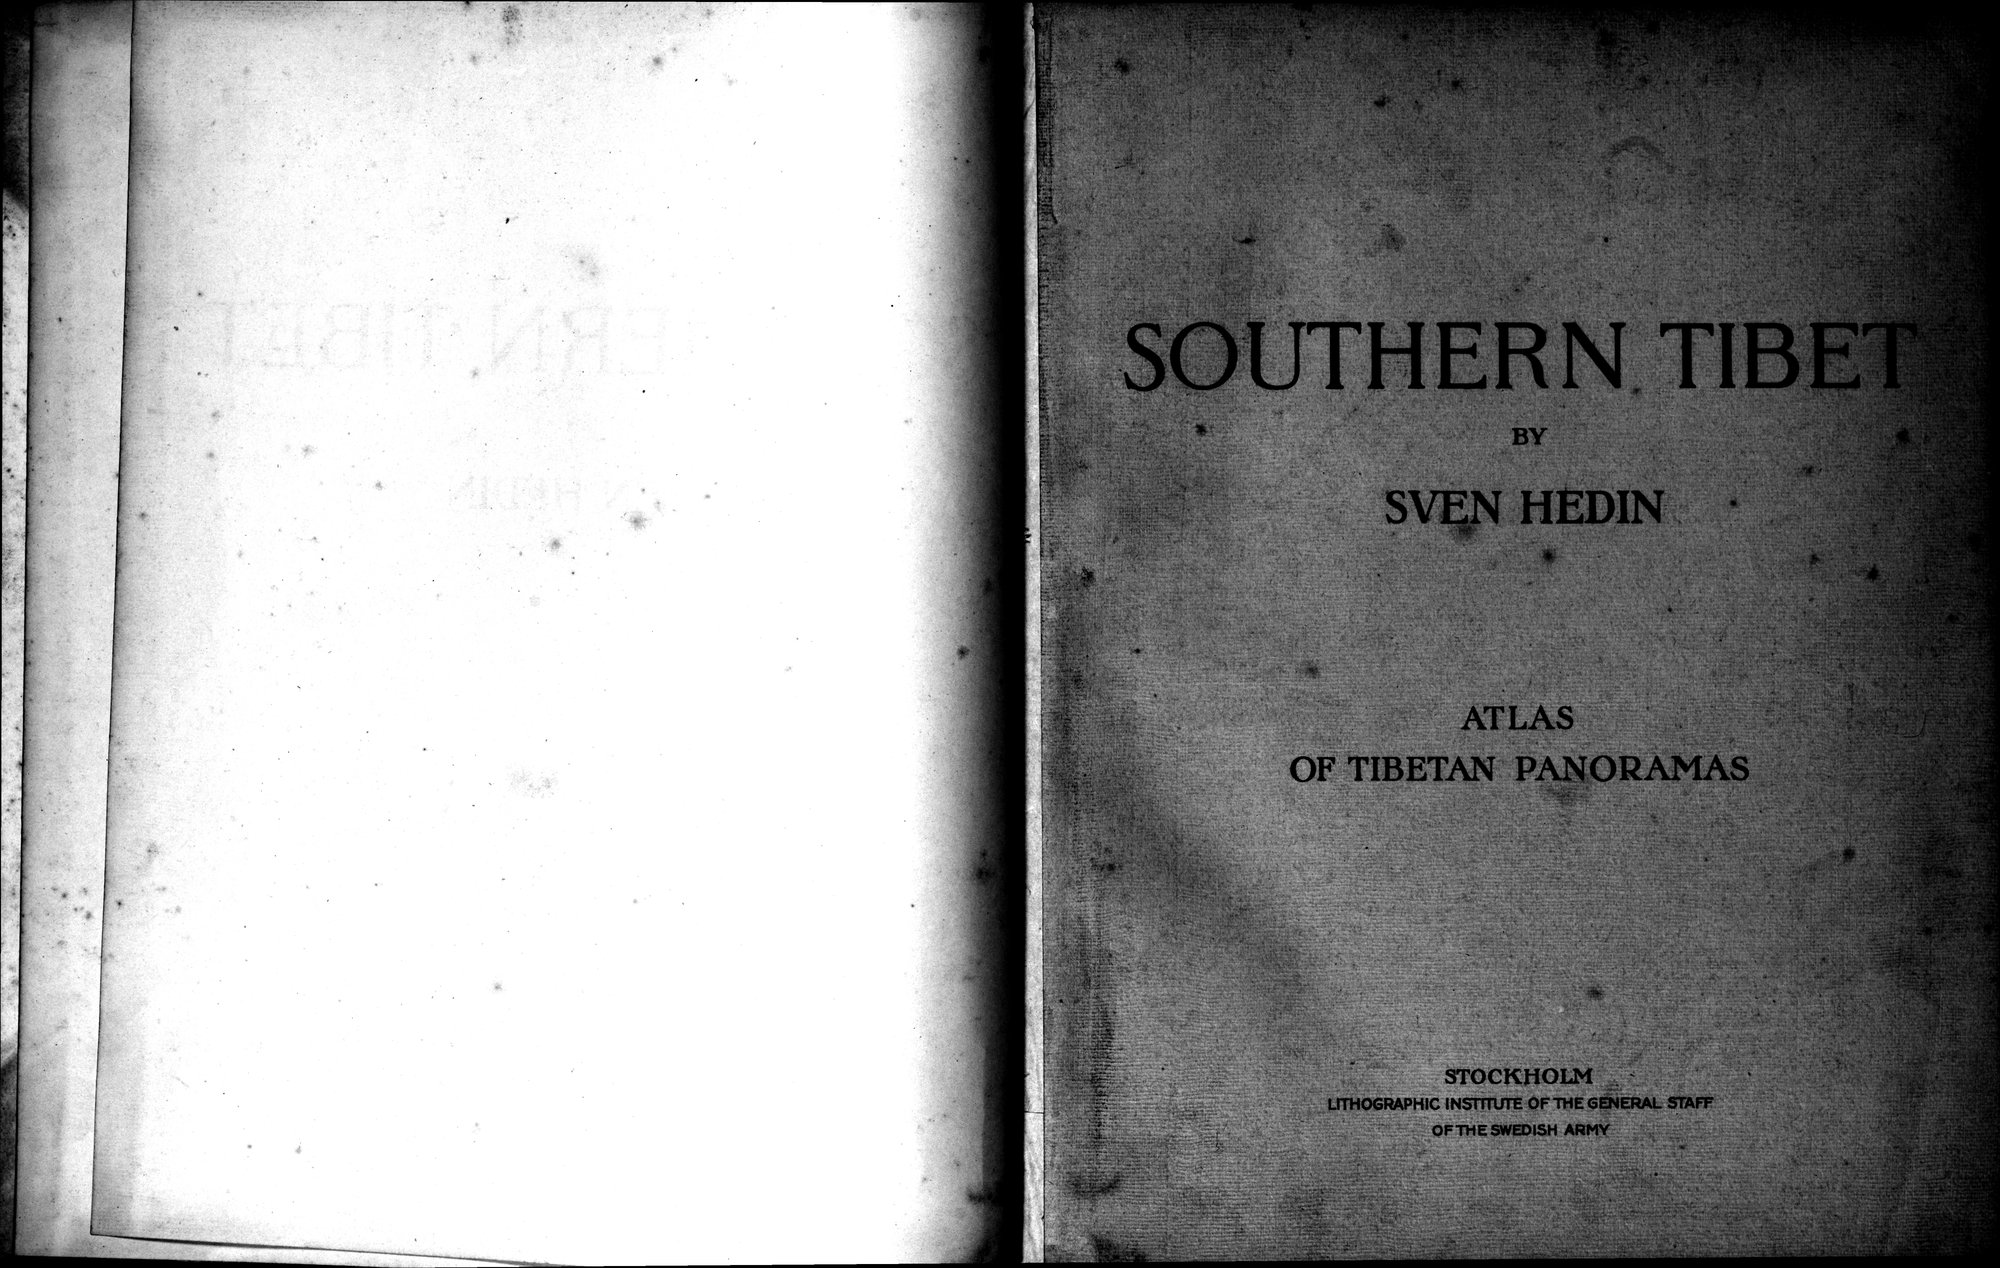 SOUTHERN TIBET
BY
SVEN HEDIN
ATLAS
OF TIBETAN PANORAMAS
STOCKHOLM
LITHOGRAPHIC INSTITUTE OF THE GENERAL STAFF
OF THE SWEDISH ARMY